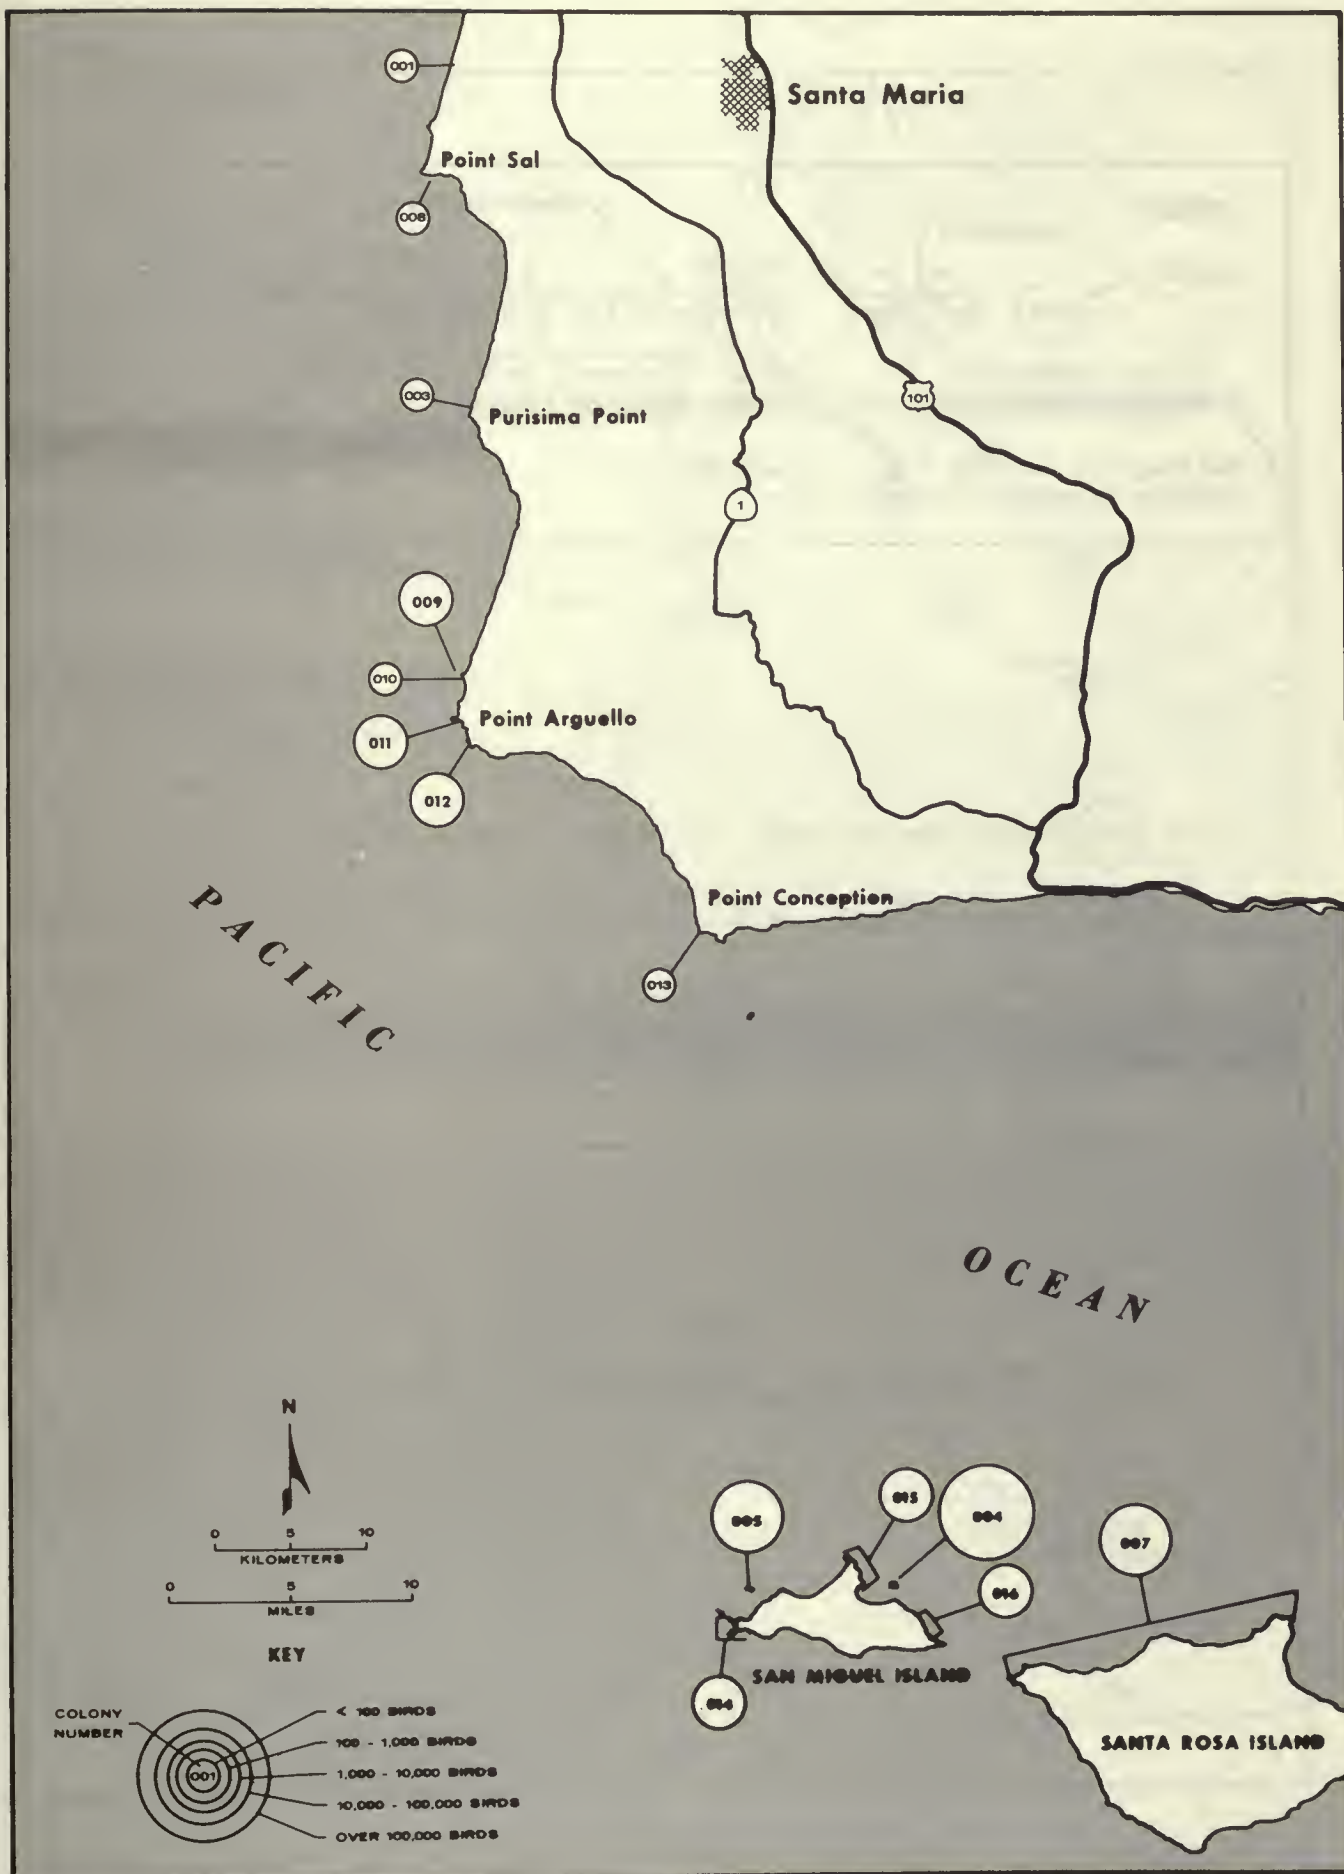 001
Santa Maria
Point Sal
008
003
Purisima Point
101
1
009
010
Point Arguello
011
012
Point Conception
013
PACIFIC
OCEAN
N
0 5 10
KILOMETERS
0 5 10
MILES
KEY
COLONY
NUMBER
001
< 100 BIRDS
100 - 1,000 BIRDS
1,000 - 10,000 BIRDS
10,000 - 100,000 BIRDS
OVER 100,000 BIRDS
005
015
004
007
016
SAN MIGUEL ISLAND
SANTA ROSA ISLAND